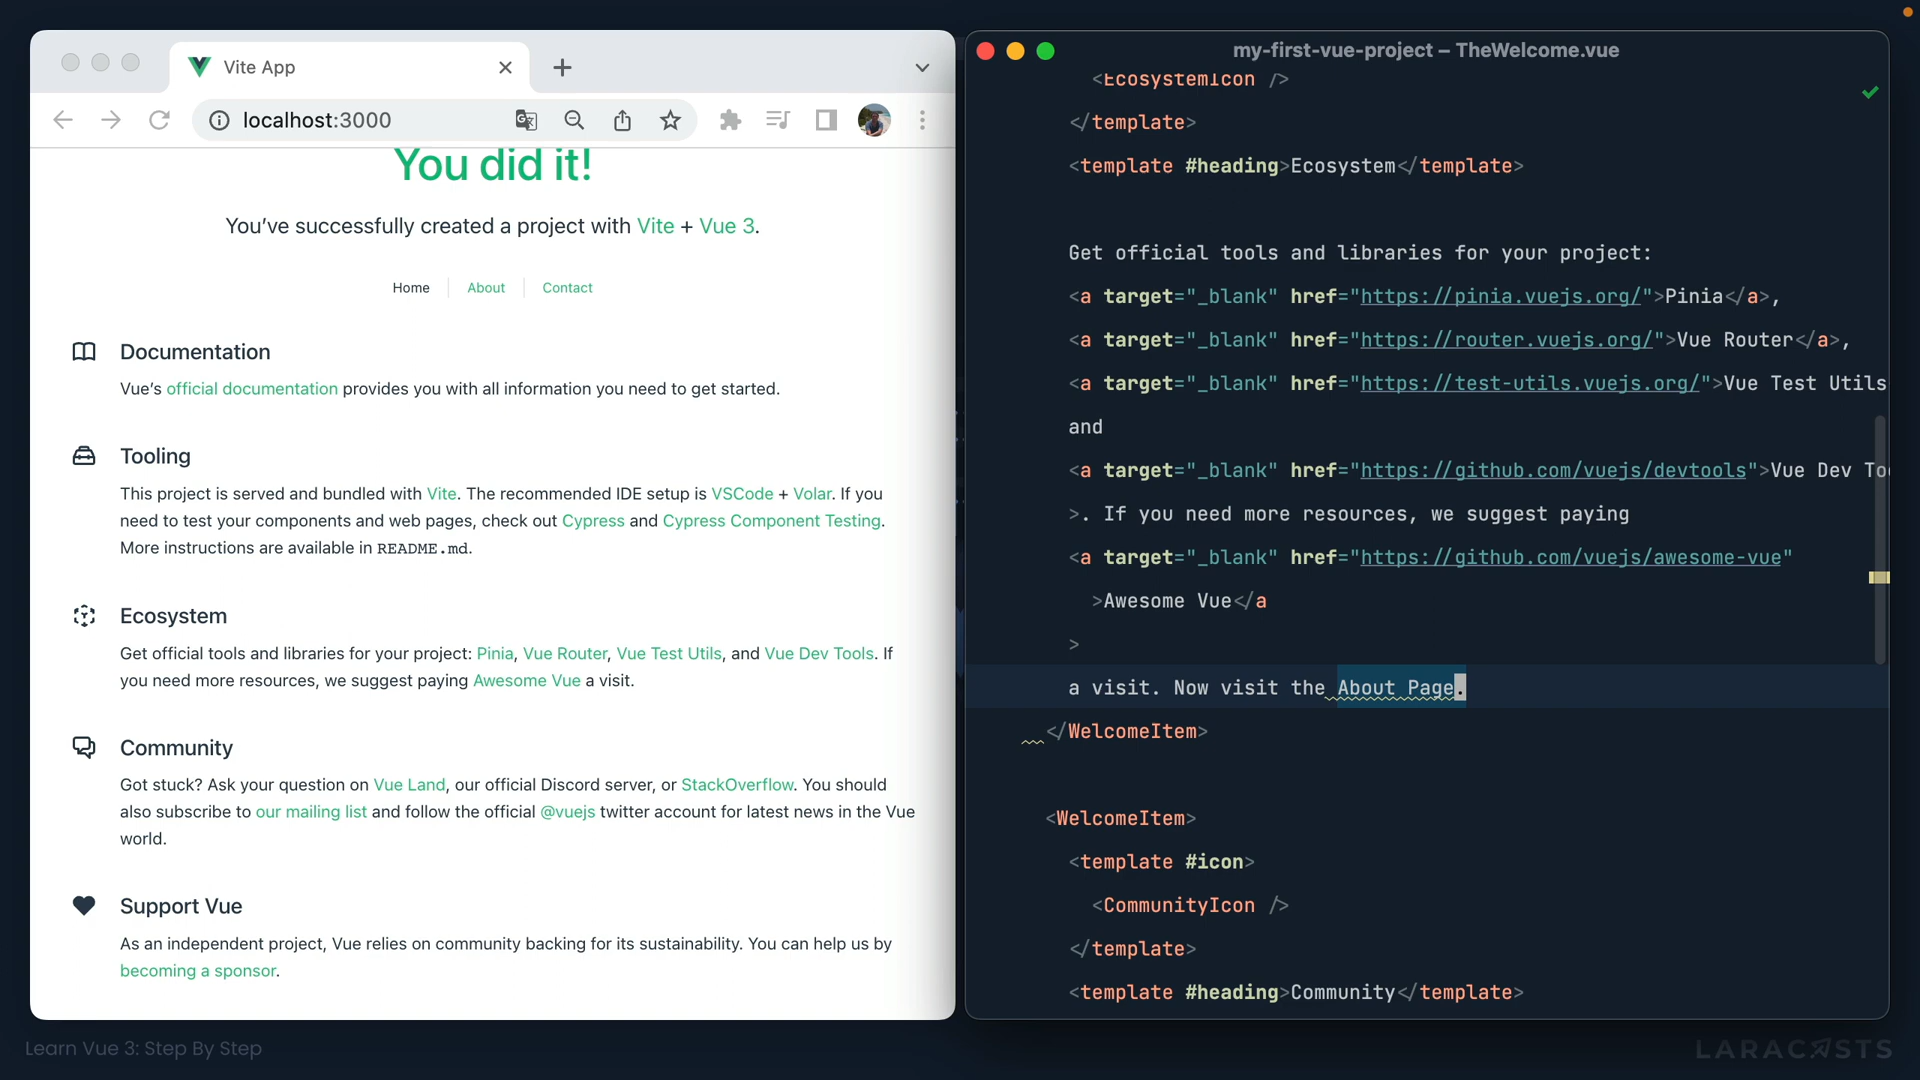 Vite App
localhost:3000
You did it!
You’ve successfully created a project with Vite + Vue 3.
Home
About
Contact
Documentation
Vue’s official documentation provides you with all information you need to get started.
Tooling
This project is served and bundled with Vite. The recommended IDE setup is VSCode + Volar. If you
need to test your components and web pages, check out Cypress and Cypress Component Testing.
More instructions are available in README.md.
Ecosystem
Get official tools and libraries for your project: Pinia, Vue Router, Vue Test Utils, and Vue Dev Tools. If
you need more resources, we suggest paying Awesome Vue a visit.
Community
Got stuck? Ask your question on Vue Land, our official Discord server, or StackOverflow. You should
also subscribe to our mailing list and follow the official @vuejs twitter account for latest news in the Vue
world.
Support Vue
As an independent project, Vue relies on community backing for its sustainability. You can help us by
becoming a sponsor.
my-first-vue-project – TheWelcome.vue
<EcosystemIcon />
</template>
<template #heading>Ecosystem</template>
Get official tools and libraries for your project:
<a target="_blank" href="https://pinia.vuejs.org/">Pinia</a>,
<a target="_blank" href="https://router.vuejs.org/">Vue Router</a>,
<a target="_blank" href="https://test-utils.vuejs.org/">Vue Test Utils
and
<a target="_blank" href="https://github.com/vuejs/devtools">Vue Dev To
>. If you need more resources, we suggest paying
<a target="_blank" href="https://github.com/vuejs/awesome-vue"
>Awesome Vue</a
>
a visit. Now visit the About Page.
</WelcomeItem>
<WelcomeItem>
<template #icon>
<CommunityIcon />
</template>
<template #heading>Community</template>
Learn Vue 3: Step By Step
LARACASTS